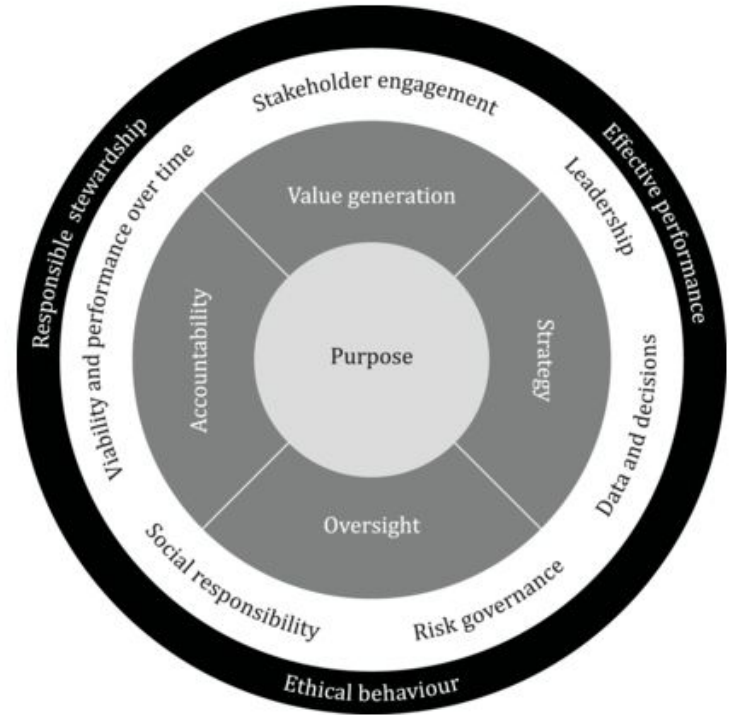 Stakeholder engagement
Responsible stewardship
Effective performance
Viability and performance over time
Leadership
Value generation
Accountability
Purpose
Strategy
Data and decisions
Oversight
Social responsibility
Risk governance
Ethical behaviour